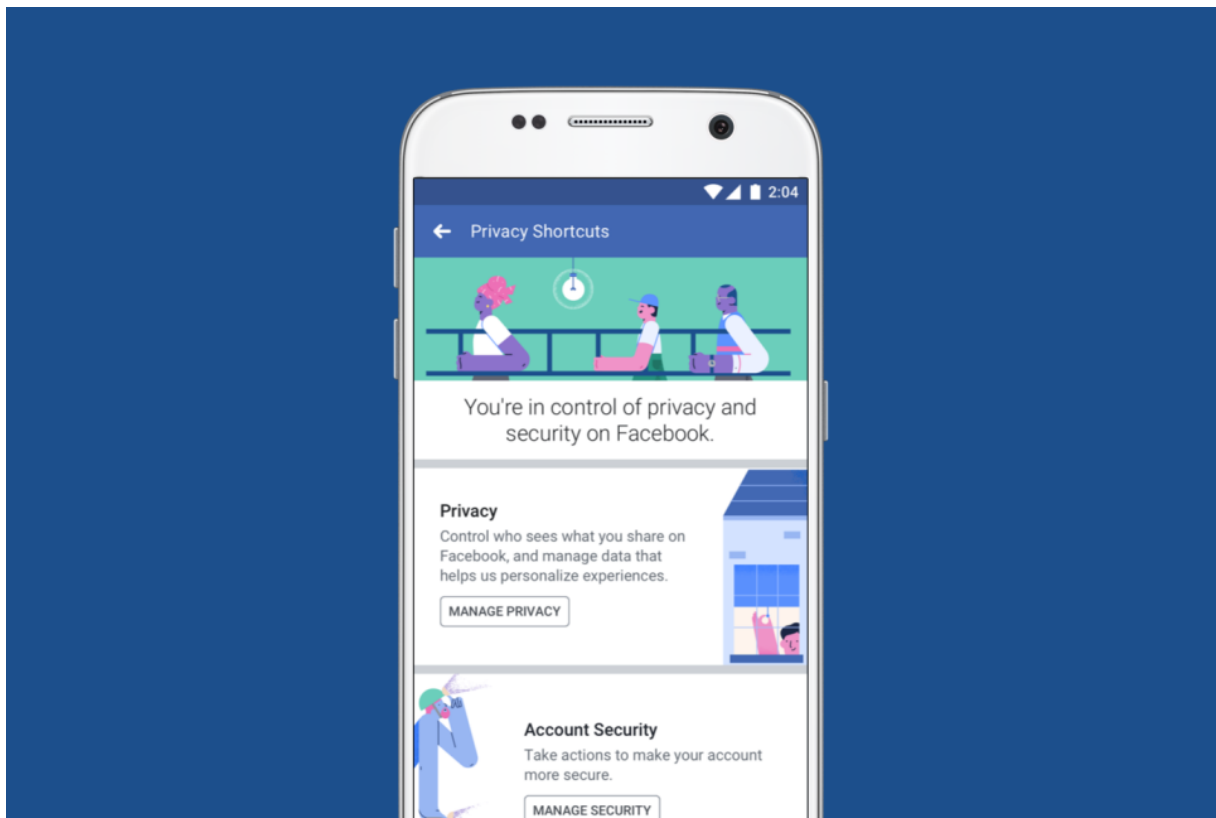 2:04
Privacy Shortcuts
You're in control of privacy and
security on Facebook.
Privacy
Control who sees what you share on
Facebook, and manage data that
helps us personalize experiences.
MANAGE PRIVACY
Account Security
Take actions to make your account
more secure.
MANAGE SECURITY